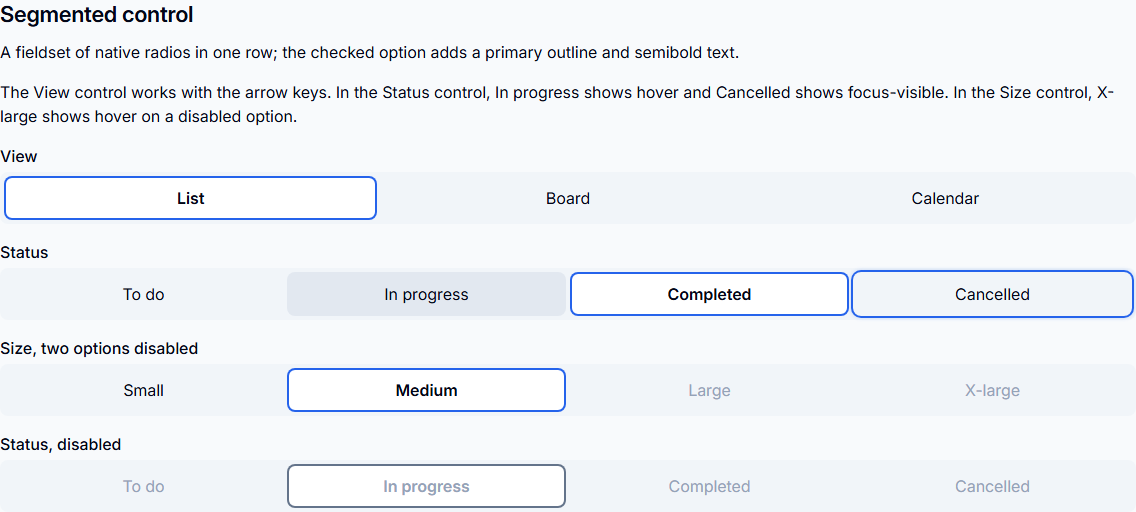 Segmented control
A fieldset of native radios in one row; the checked option adds a primary outline and semibold text.
The View control works with the arrow keys. In the Status control, In progress shows hover and Cancelled shows focus-visible. In the Size control, X-
large shows hover on a disabled option.
View
List Board Calendar
Status
To do In progress Completed Cancelled
Size, two options disabled
Small Medium Large X-large
Status, disabled
To do In progress Completed Cancelled